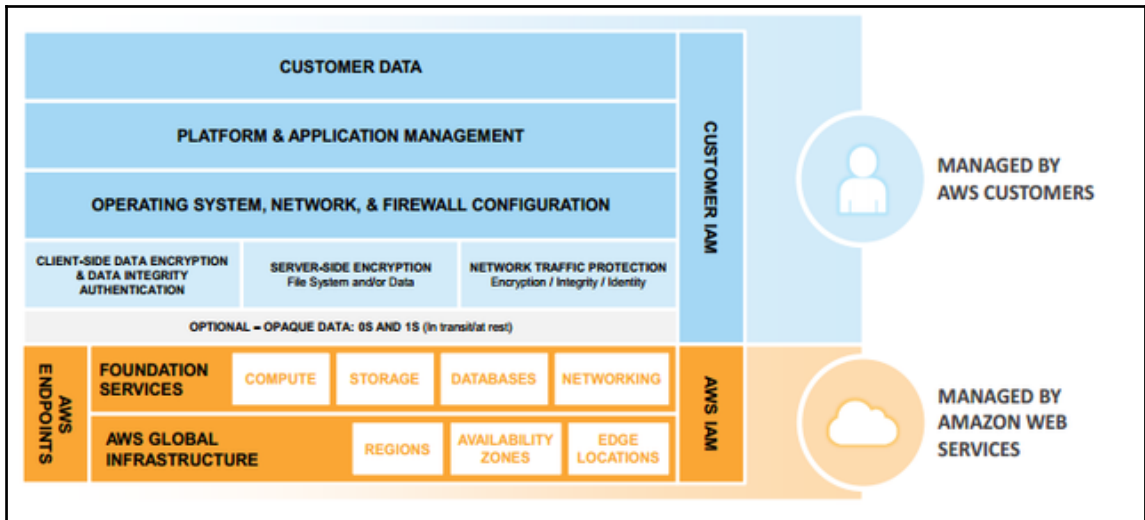 CUSTOMER DATA
PLATFORM & APPLICATION MANAGEMENT
OPERATING SYSTEM, NETWORK, & FIREWALL CONFIGURATION
CLIENT-SIDE DATA ENCRYPTION
& DATA INTEGRITY
AUTHENTICATION
SERVER-SIDE ENCRYPTION
File System and/or Data
NETWORK TRAFFIC PROTECTION
Encryption / Integrity / Identity
OPTIONAL – OPAQUE DATA: 0S AND 1S (In transit/at rest)
CUSTOMER IAM
MANAGED BY
AWS CUSTOMERS
AWS
ENDPOINTS
FOUNDATION
SERVICES
COMPUTE
STORAGE
DATABASES
NETWORKING
AWS GLOBAL
INFRASTRUCTURE
REGIONS
AVAILABILITY
ZONES
EDGE
LOCATIONS
AWS IAM
MANAGED BY
AMAZON WEB
SERVICES